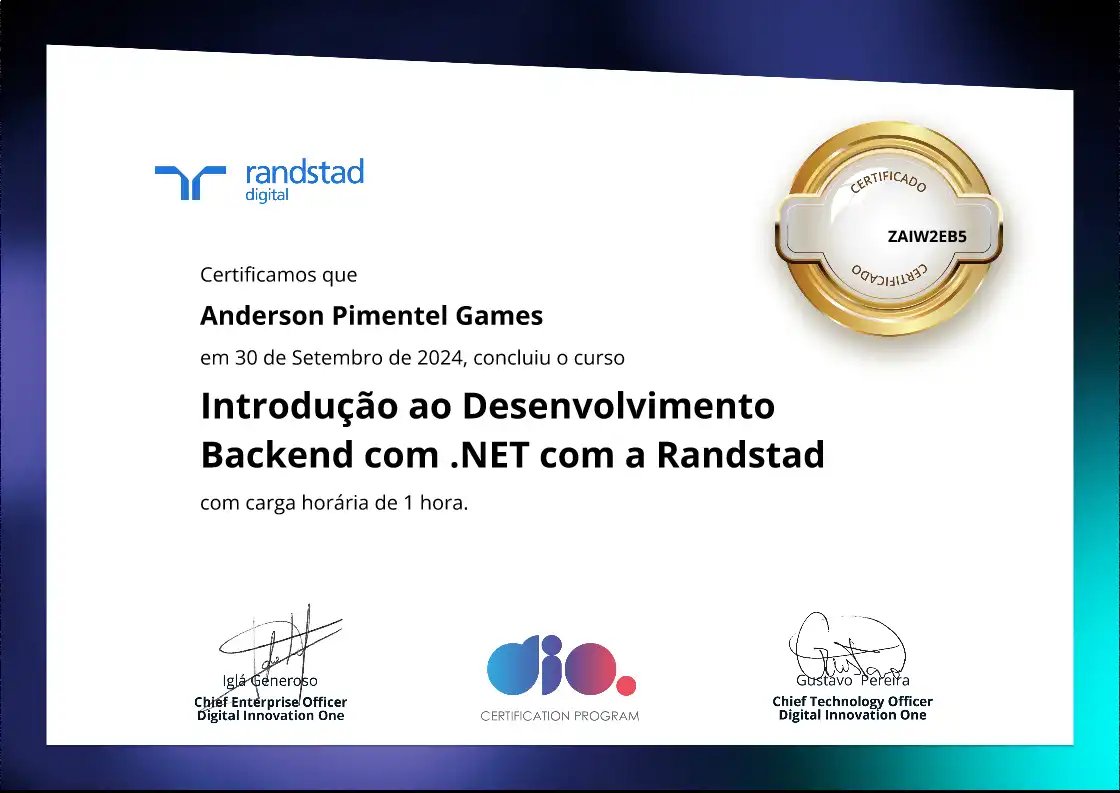 randstad
digital
CERTIFICADO
ZAIW2EB5
CERTIFICADO
Certificamos que
Anderson Pimentel Games
em 30 de Setembro de 2024, concluiu o curso
Introdução ao Desenvolvimento
Backend com .NET com a Randstad
com carga horária de 1 hora.
Iglá Generoso
Chief Enterprise Officer
Digital Innovation One
dio.
CERTIFICATION PROGRAM
Gustavo
Gustavo Pereira
Chief Technology Officer
Digital Innovation One